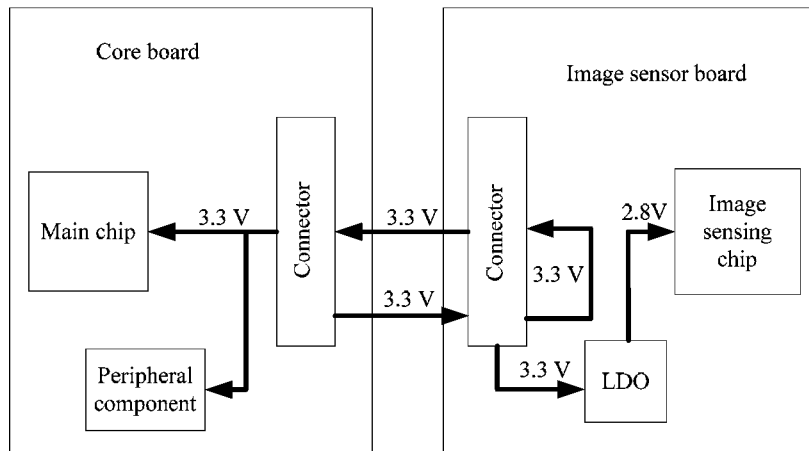 Core board
Image sensor board
Connector
Connector
Main chip
3.3 V
3.3 V
2.8V
Image
sensing
chip
3.3 V
3.3 V
Peripheral
component
3.3 V
LDO